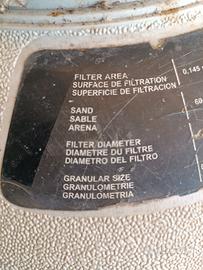 FILTER AREA
SURFACE DE FILTRATION
SUPERFICIE DE FILTRACION
0,145
SAND
SABLE
ARENA
60
FILTER DIAMETER
DIAMETRE DU FILTRE
DIAMETRO DEL FILTRO
GRANULAR SIZE
GRANULOMETRIE
GRANULOMETRIA